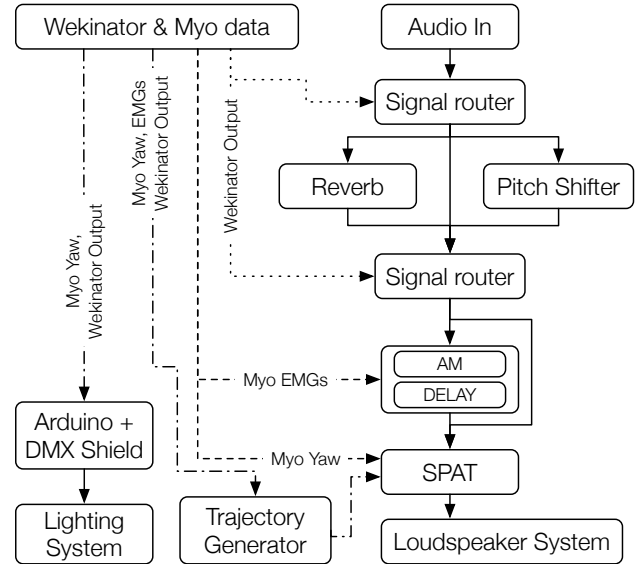 Wekinator & Myo data
Audio In
Signal router
Myo Yaw, EMGs
Wekinator Output
Wekinator Output
Reverb
Pitch Shifter
Myo Yaw,
Wekinator Output
Signal router
AM
Myo EMGs
DELAY
Arduino +
DMX Shield
Myo Yaw
SPAT
Lighting
System
Trajectory
Generator
Loudspeaker System